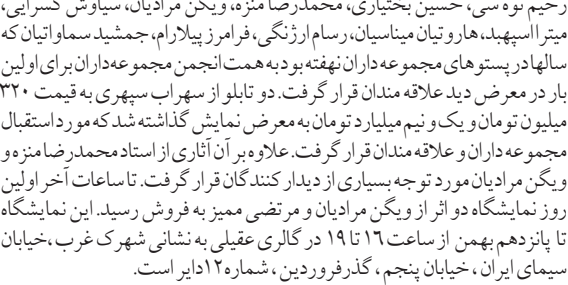 رحیم نوه سی، حسین بختیاری، محمدرضا منزه، ویگن مرادیان، سیاوش کسرایی،
میترا اسپهبد، هاروتیان میناسیان، رسام ارژنگی، فرامرز پیلارام، جمشید سماواتیان که
سالها در پستوهای مجموعه داران نهفته بود به همت انجمن مجموعه داران برای اولین
بار در معرض دید علاقه مندان قرار گرفت. دو تابلو از سهراب سپهری به قیمت ۳۲۰
میلیون تومان و یک و نیم میلیارد تومان به معرض نمایش گذاشته شد که مورد استقبال
مجموعه داران و علاقه مندان قرار گرفت. علاوه بر آن آثاری از استاد محمدرضا منزه و
ویگن مرادیان مورد توجه بسیاری از دیدار کنندگان قرار گرفت. تا ساعات آخر اولین
روز نمایشگاه دو اثر از ویگن مرادیان و مرتضی ممیز به فروش رسید. این نمایشگاه
تا پانزدهم بهمن از ساعت ۱۶ تا ۱۹ در گالری عقیلی به نشانی شهرک غرب، خیابان
سیمای ایران ، خیابان پنجم ، گذر فروردین ، شماره ۱۲ دایر است.